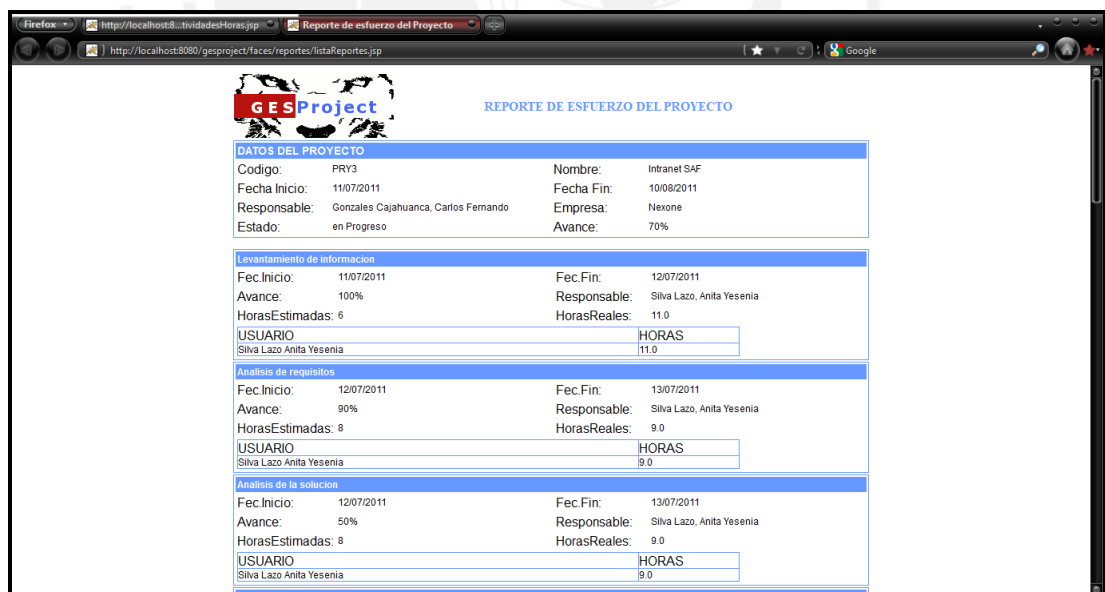 Firefox
http://localhost:8...tividadesHoras.jsp
Reporte de esfuerzo del Proyecto
http://localhost:8080/gesproject/faces/reportes/listaReportes.jsp
Google
GESProject
REPORTE DE ESFUERZO DEL PROYECTO
DATOS DEL PROYECTO
Codigo: PRY3 Nombre: Intranet SAF
Fecha Inicio: 11/07/2011 Fecha Fin: 10/08/2011
Responsable: Gonzales Cajahuanca, Carlos Fernando Empresa: Nexone
Estado: en Progreso Avance: 70%
Levantamiento de informacion
Fec.Inicio: 11/07/2011 Fec.Fin: 12/07/2011
Avance: 100% Responsable: Silva Lazo, Anita Yesenia
HorasEstimadas: 6 HorasReales: 11.0
USUARIO HORAS
Silva Lazo Anita Yesenia 11.0
Analisis de requisitos
Fec.Inicio: 12/07/2011 Fec.Fin: 13/07/2011
Avance: 90% Responsable: Silva Lazo, Anita Yesenia
HorasEstimadas: 8 HorasReales: 9.0
USUARIO HORAS
Silva Lazo Anita Yesenia 9.0
Analisis de la solucion
Fec.Inicio: 12/07/2011 Fec.Fin: 13/07/2011
Avance: 50% Responsable: Silva Lazo, Anita Yesenia
HorasEstimadas: 8 HorasReales: 9.0
USUARIO HORAS
Silva Lazo Anita Yesenia 9.0